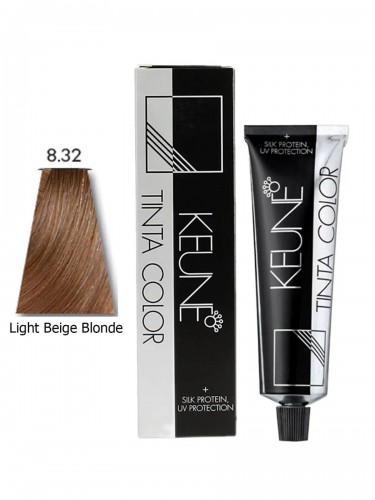 8.32
Light Beige Blonde
TINTA COLOR
KEUNE
+
SILK PROTEIN,
UV PROTECTION
+
SILK PROTEIN,
UV PROTECTION
KEUNE
TINTA COLOR